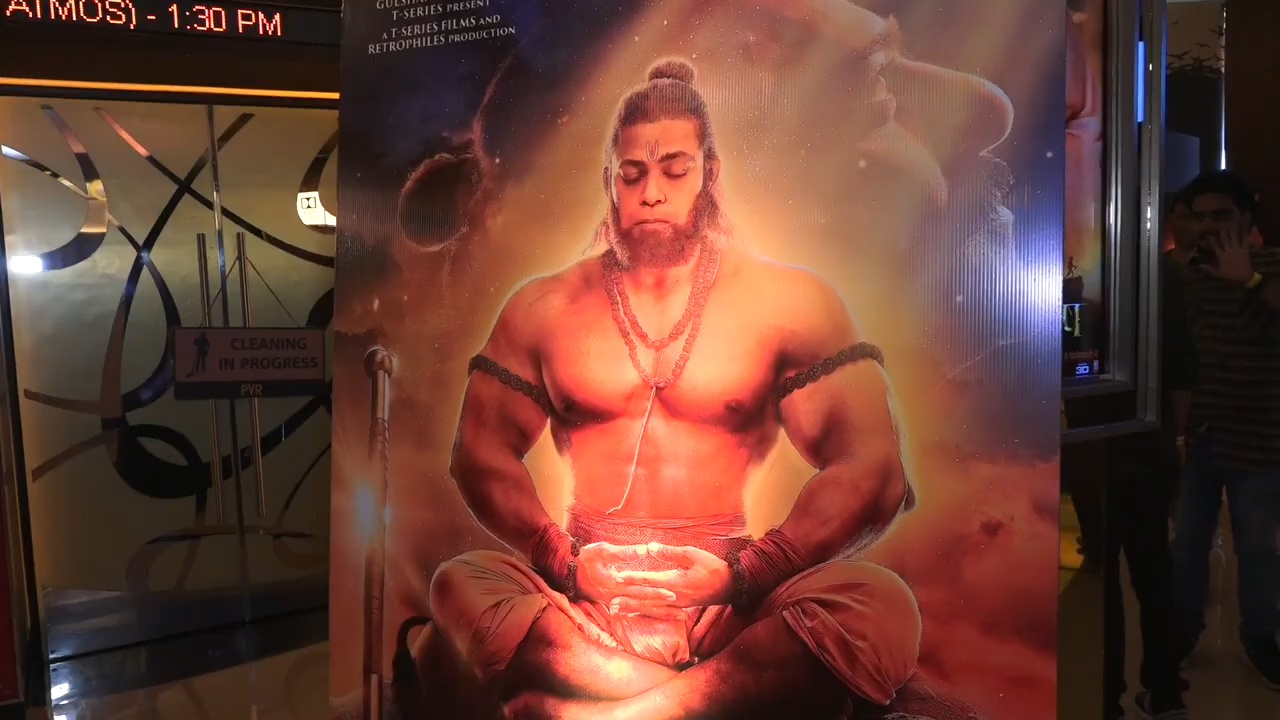 ATMOS) - 1:30 PM
T-SERIES PRESENT
A T-SERIES FILMS AND
RETROPHILES PRODUCTION
CLEANING
IN PROGRESS
PVR
3D